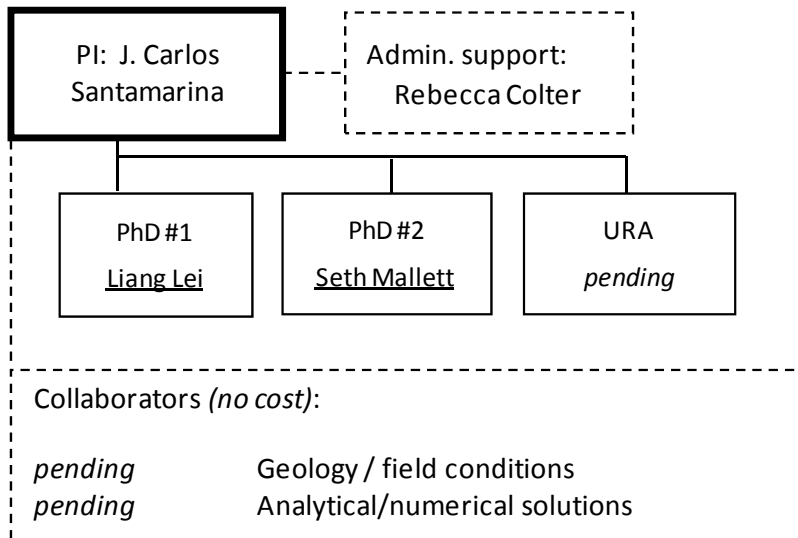 PI: J. Carlos
Santamarina
Admin. support:
Rebecca Colter
PhD #1
Liang Lei
PhD #2
Seth Mallett
URA
pending
Collaborators (no cost):
pending Geology / field conditions
pending Analytical/numerical solutions